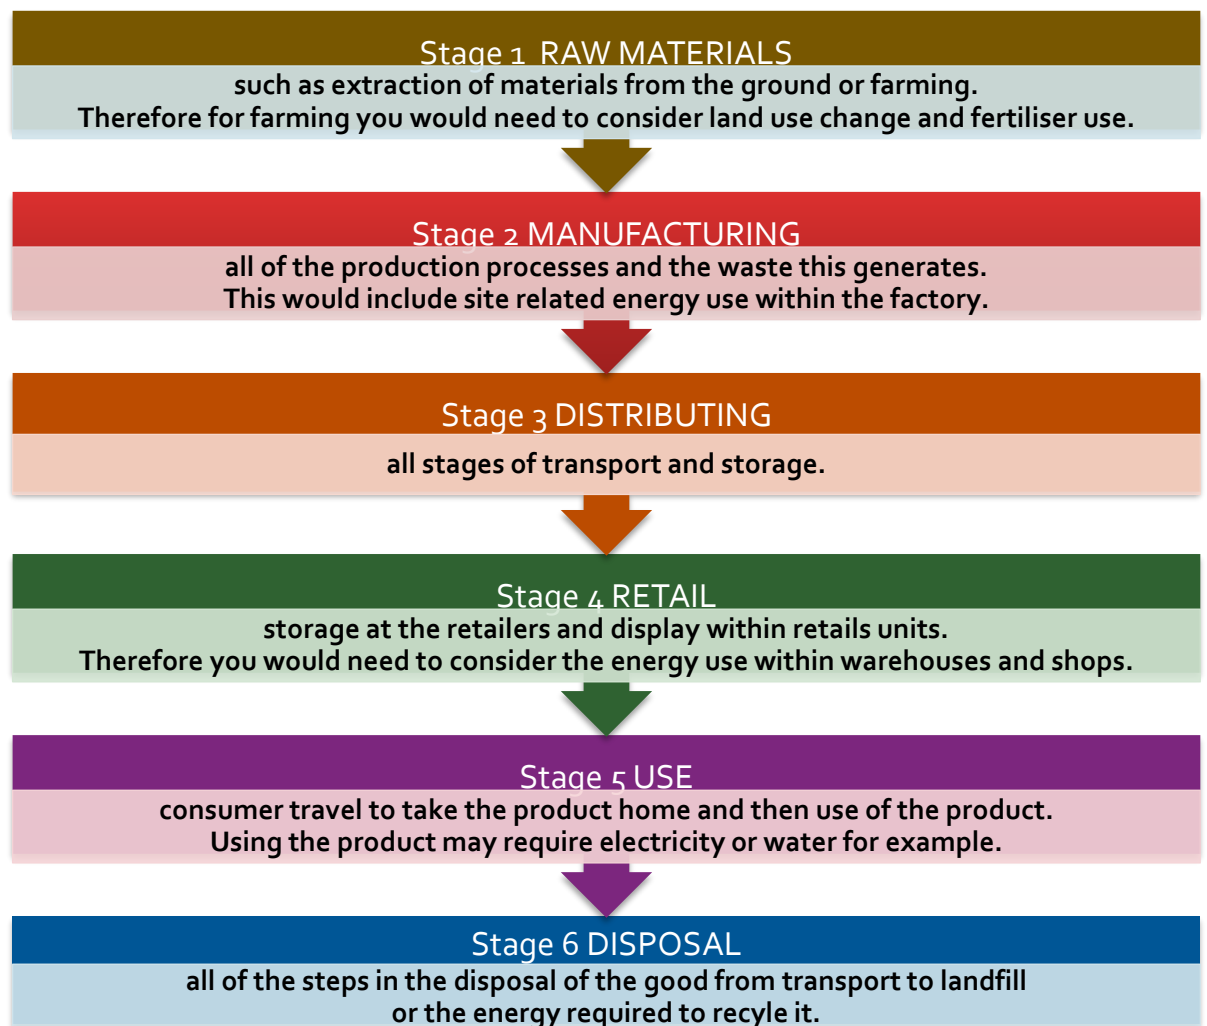 Stage 1 RAW MATERIALS
such as extraction of materials from the ground or farming.
Therefore for farming you would need to consider land use change and fertiliser use.
Stage 2 MANUFACTURING
all of the production processes and the waste this generates.
This would include site related energy use within the factory.
Stage 3 DISTRIBUTING
all stages of transport and storage.
Stage 4 RETAIL
storage at the retailers and display within retails units.
Therefore you would need to consider the energy use within warehouses and shops.
Stage 5 USE
consumer travel to take the product home and then use of the product.
Using the product may require electricity or water for example.
Stage 6 DISPOSAL
all of the steps in the disposal of the good from transport to landfill
or the energy required to recyle it.